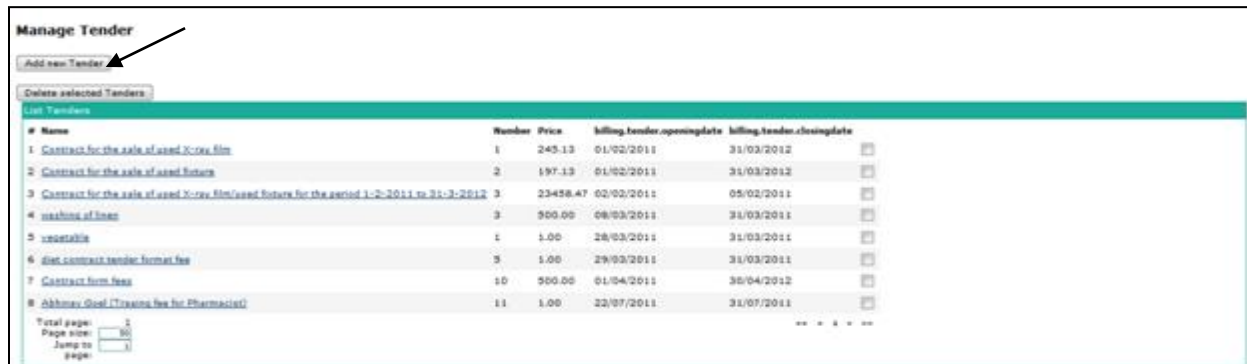 Manage Tender
Add new Tender
Delete selected Tenders
List Tenders
# Name Number Price billing.tender.openingdate billing.tender.closingdate
1 Contract for the sale of used X-ray film 1 245.13 01/02/2011 31/03/2012
2 Contract for the sale of used fixture 2 197.13 01/02/2011 31/03/2012
3 Contract for the sale of used X-ray film/used fixture for the period 1-2-2011 to 31-3-2012 3 23458.47 02/02/2011 05/02/2011
4 washing of linen 3 500.00 08/03/2011 31/03/2011
5 vegetable 1 1.00 28/03/2011 31/03/2011
6 diet contract tender format fee 5 1.00 29/03/2011 31/03/2011
7 Contract form fees 10 500.00 01/04/2011 30/04/2012
8 Abhinav Goel 11 1.00 22/07/2011 31/07/2011
Total page: 1
Page size: 50
Jump to page: 1